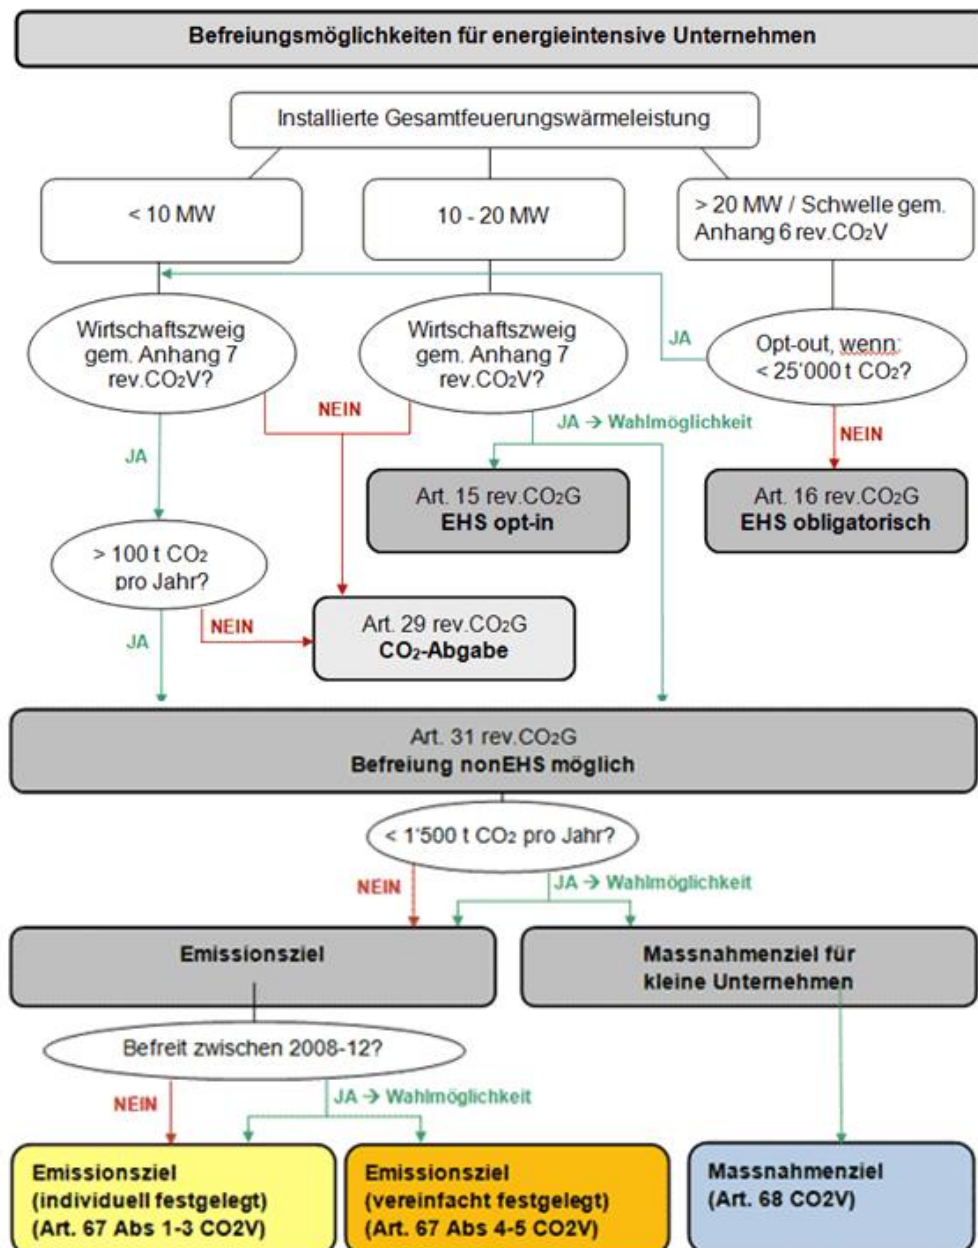 Befreiungsmöglichkeiten für energieintensive Unternehmen
Installierte Gesamtfeuerungswärmeleistung
< 10 MW
10 - 20 MW
> 20 MW / Schwelle gem.
Anhang 6 rev.CO₂V
Wirtschaftszweig
gem. Anhang 7
rev.CO₂V?
Wirtschaftszweig
gem. Anhang 7
rev.CO₂V?
JA
Opt-out, wenn:
< 25'000 t CO₂?
NEIN
JA → Wahlmöglichkeit
NEIN
JA
Art. 15 rev.CO₂G
EHS opt-in
Art. 16 rev.CO₂G
EHS obligatorisch
> 100 t CO₂
pro Jahr?
NEIN
JA
Art. 29 rev.CO₂G
CO₂-Abgabe
Art. 31 rev.CO₂G
Befreiung nonEHS möglich
< 1'500 t CO₂ pro Jahr?
NEIN
JA → Wahlmöglichkeit
Emissionsziel
Massnahmenziel für
kleine Unternehmen
Befreit zwischen 2008-12?
NEIN
JA → Wahlmöglichkeit
Emissionsziel
(individuell festgelegt)
(Art. 67 Abs 1-3 CO2V)
Emissionsziel
(vereinfacht festgelegt)
(Art. 67 Abs 4-5 CO2V)
Massnahmenziel
(Art. 68 CO2V)